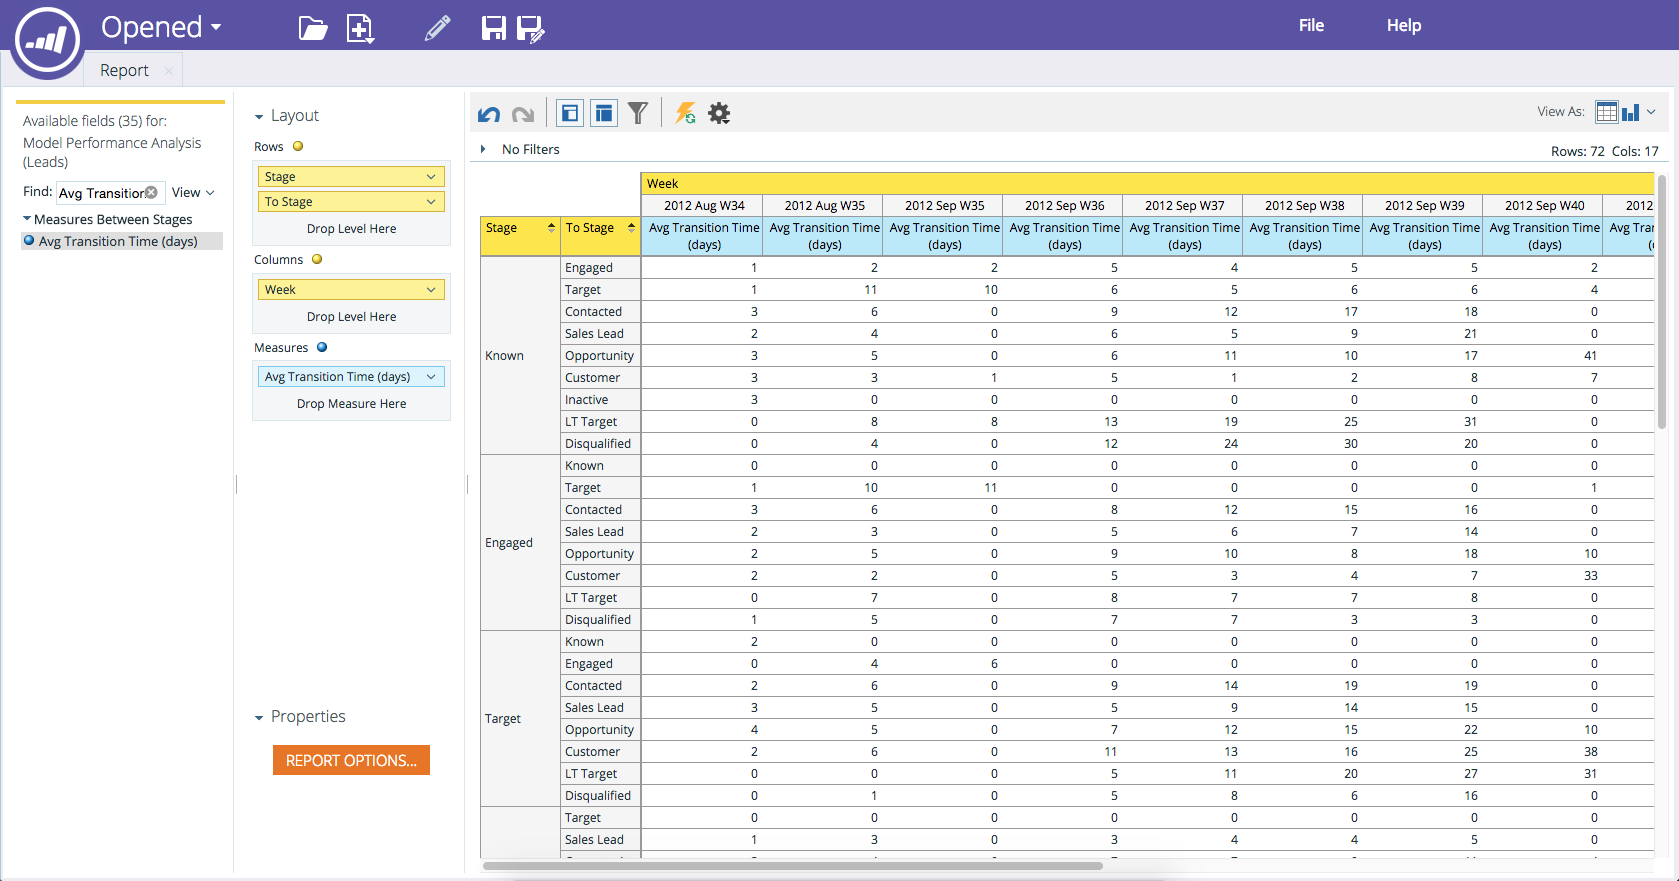 Opened
File
Help
Report
Available fields (35) for:
Model Performance Analysis
(Leads)
Find: Avg Transition View
Measures Between Stages
Avg Transition Time (days)
Layout
Rows
Stage
To Stage
Drop Level Here
Columns
Week
Drop Level Here
Measures
Avg Transition Time (days)
Drop Measure Here
Properties
REPORT OPTIONS...
View As:
No Filters
Rows: 72 Cols: 17
Week
2012 Aug W34 2012 Aug W35 2012 Sep W35 2012 Sep W36 2012 Sep W37 2012 Sep W38 2012 Sep W39 2012 Sep W40 2012
Stage To Stage Avg Transition Time Avg Transition Time Avg Transition Time Avg Transition Time Avg Transition Time Avg Transition Time Avg Transition Time Avg Transition Time Avg
(days) (days) (days) (days) (days) (days) (days) (days)
Known
Engaged 1 2 2 5 4 5 5 2
Target 1 11 10 6 5 6 6 4
Contacted 3 6 0 9 12 17 18 0
Sales Lead 2 4 0 6 5 9 21 0
Opportunity 3 5 0 6 11 10 17 41
Customer 3 3 1 5 1 2 8 7
Inactive 3 0 0 0 0 0 0 0
LT Target 0 8 8 13 19 25 31 0
Disqualified 0 4 0 12 24 30 20 0
Engaged
Known 0 0 0 0 0 0 0 0
Target 1 10 11 0 0 0 0 1
Contacted 3 6 0 8 12 15 16 0
Sales Lead 2 3 0 5 6 7 14 0
Opportunity 2 5 0 9 10 8 18 10
Customer 2 2 0 5 3 4 7 33
LT Target 0 7 0 8 7 7 8 0
Disqualified 1 5 0 7 7 3 3 0
Target
Known 2 0 0 0 0 0 0 0
Engaged 0 4 6 0 0 0 0 0
Contacted 2 6 0 9 14 19 19 0
Sales Lead 3 5 0 5 9 14 15 0
Opportunity 4 5 0 7 12 15 22 10
Customer 2 6 0 11 13 16 25 38
LT Target 0 0 0 5 11 20 27 31
Disqualified 0 1 0 5 8 6 16 0
Target 0 0 0 0 0 0 0 0
Sales Lead 1 3 0 3 4 4 5 0